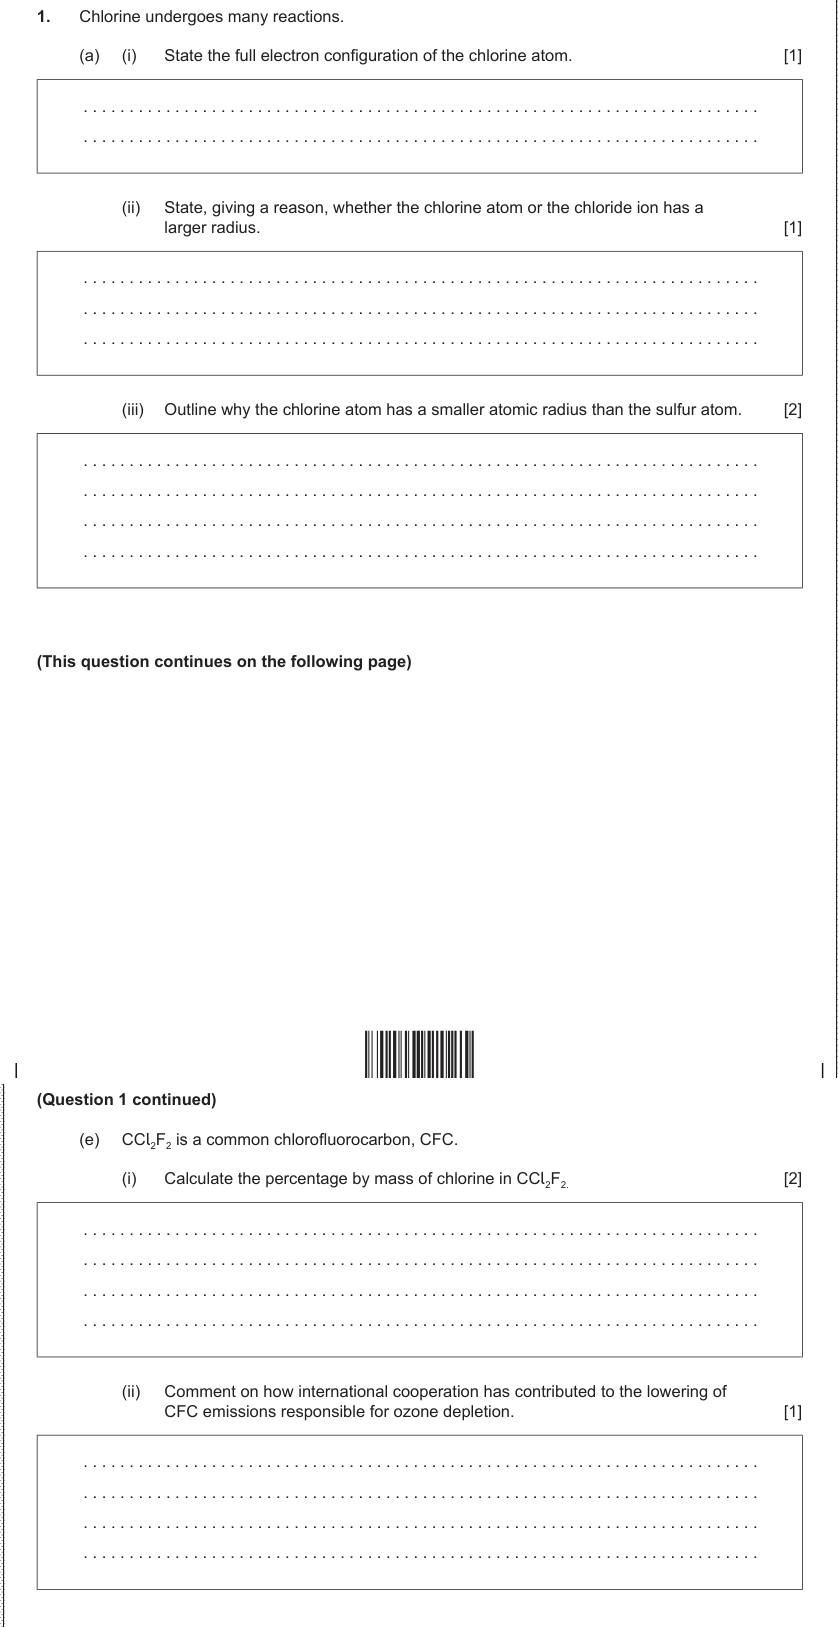 1. Chlorine undergoes many reactions.
(a) (i) State the full electron configuration of the chlorine atom. [1]
(ii) State, giving a reason, whether the chlorine atom or the chloride ion has a
larger radius. [1]
(iii) Outline why the chlorine atom has a smaller atomic radius than the sulfur atom. [2]
(This question continues on the following page)
(Question 1 continued)
(e) CCl₂F₂ is a common chlorofluorocarbon, CFC.
(i) Calculate the percentage by mass of chlorine in CCl₂F₂. [2]
(ii) Comment on how international cooperation has contributed to the lowering of
CFC emissions responsible for ozone depletion. [1]